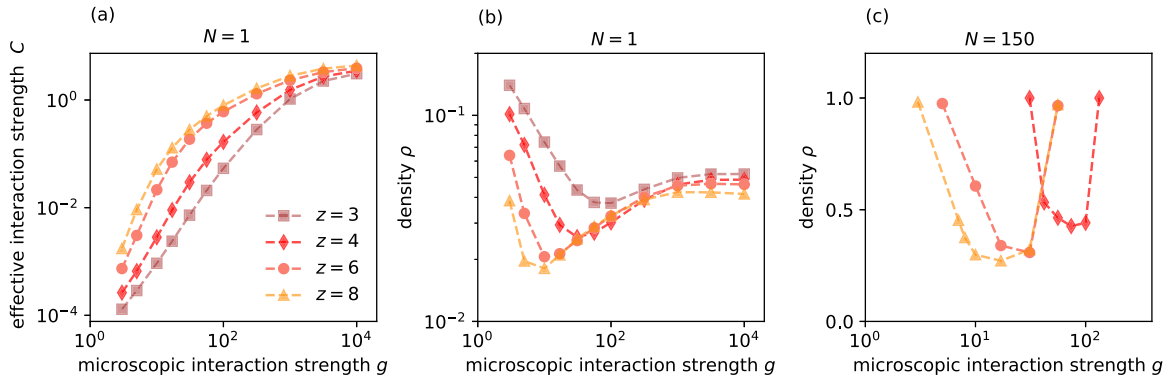 (a)
N = 1
effective interaction strength C
10^0
10^-2
10^-4
z = 3
z = 4
z = 6
z = 8
10^0
10^2
10^4
microscopic interaction strength g
(b)
N = 1
density ρ
10^-1
10^-2
10^0
10^2
10^4
microscopic interaction strength g
(c)
N = 150
density ρ
1.0
0.5
0.0
10^0
10^1
10^2
microscopic interaction strength g